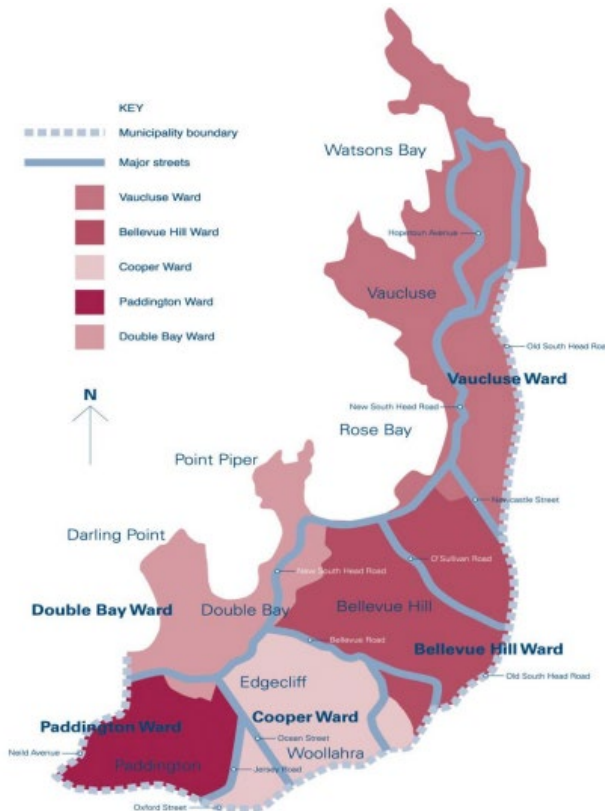 KEY
Municipality boundary
Major streets
Vaucluse Ward
Bellevue Hill Ward
Cooper Ward
Paddington Ward
Double Bay Ward
N
Watsons Bay
Hopetoun Avenue
Vaucluse
Old South Head Roa
Vaucluse Ward
New South Head Road
Rose Bay
Point Piper
Newcastle Street
Darling Point
O'Sullivan Road
New South Head Road
Double Bay Ward
Double Bay
Bellevue Hill
Bellevue Road
Bellevue Hill Ward
Old South Head Road
Edgecliff
Paddington Ward
Cooper Ward
Ocean Street
Neild Avenue
Woollahra
Paddington
Jersey Road
Oxford Street